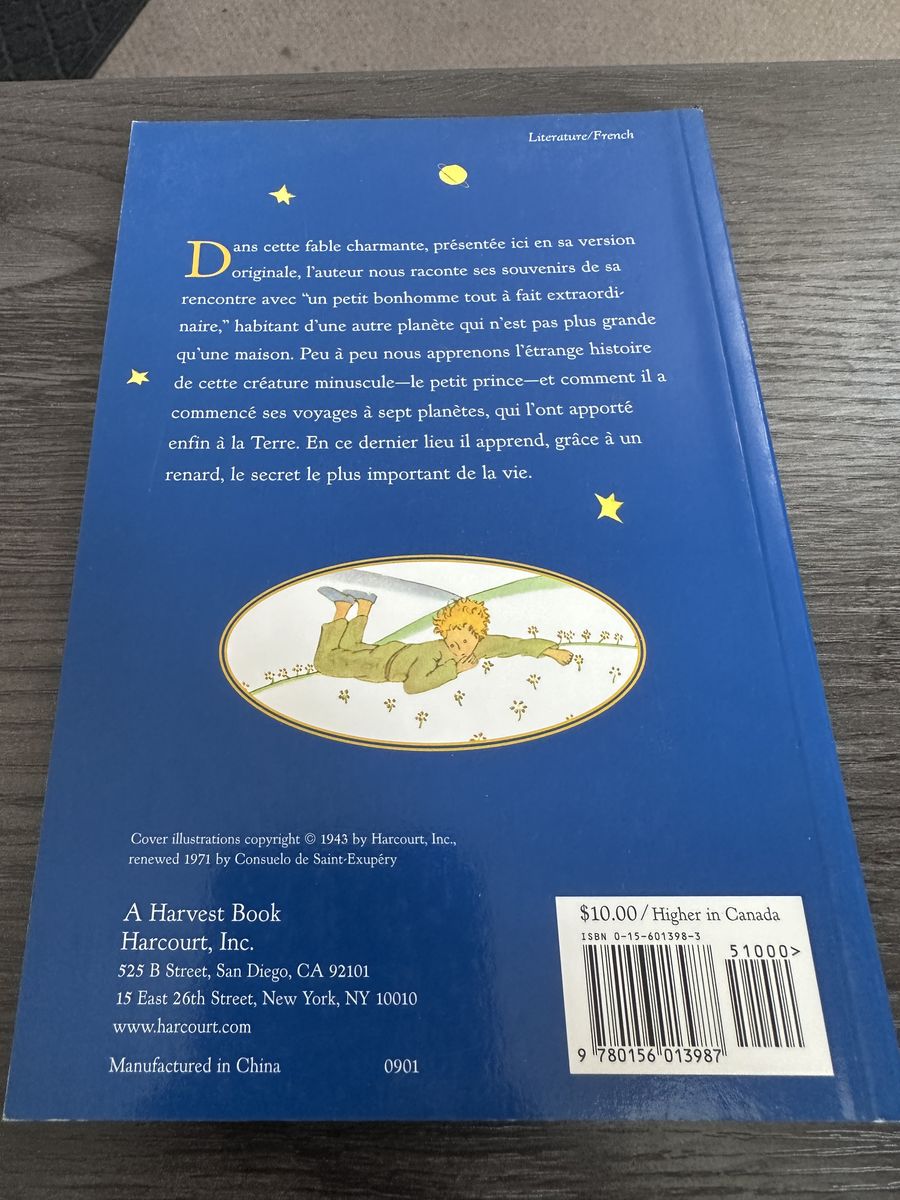 Literature/French
Dans cette fable charmante, présentée ici en sa version
originale, l'auteur nous raconte ses souvenirs de sa
rencontre avec “un petit bonhomme tout à fait extraordi-
naire,” habitant d'une autre planète qui n'est pas plus grande
qu'une maison. Peu à peu nous apprenons l'étrange histoire
de cette créature minuscule—le petit prince—et comment il a
commencé ses voyages à sept planètes, qui l'ont apporté
enfin à la Terre. En ce dernier lieu il apprend, grâce à un
renard, le secret le plus important de la vie.
Cover illustrations copyright © 1943 by Harcourt, Inc.,
renewed 1971 by Consuelo de Saint-Exupéry
A Harvest Book
Harcourt, Inc.
525 B Street, San Diego, CA 92101
15 East 26th Street, New York, NY 10010
www.harcourt.com
Manufactured in China 0901
$10.00/Higher in Canada
ISBN 0-15-601398-3
51000>
9 780156 013987